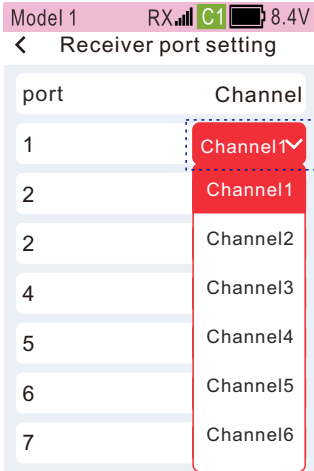 Model 1 RX C1 8.4V
Receiver port setting
port Channel
1 Channel1
2 Channel1
2 Channel2
4 Channel3
5 Channel4
6 Channel5
7 Channel6